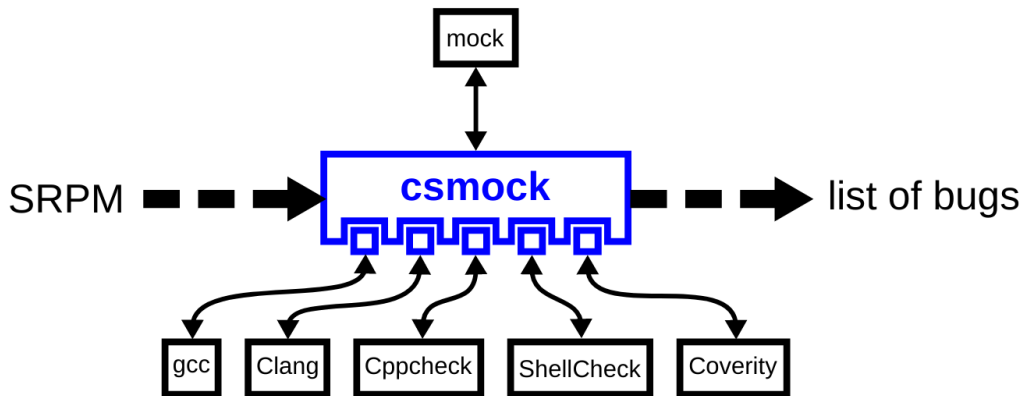 mock
SRPM
csmock
list of bugs
gcc
Clang
Cppcheck
ShellCheck
Coverity